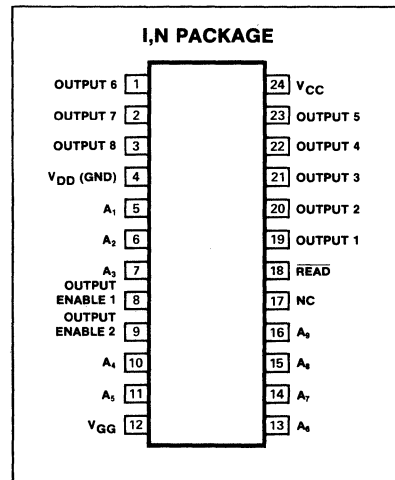 I,N PACKAGE
OUTPUT 6 1 24 VCC
OUTPUT 7 2 23 OUTPUT 5
OUTPUT 8 3 22 OUTPUT 4
VDD (GND) 4 21 OUTPUT 3
A1 5 20 OUTPUT 2
A2 6 19 OUTPUT 1
A3 7 18 READ
OUTPUT ENABLE 1 8 17 NC
OUTPUT ENABLE 2 9 16 A9
A4 10 15 A8
A5 11 14 A7
VGG 12 13 A6